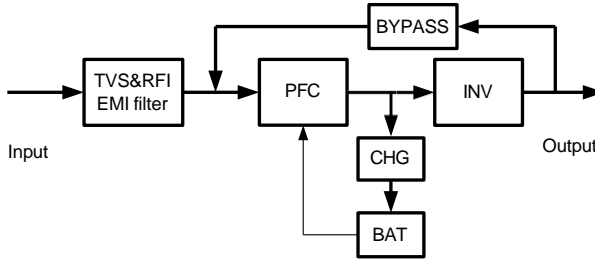 BYPASS
TVS&RFI
EMI filter
PFC
INV
Input
CHG
Output
BAT